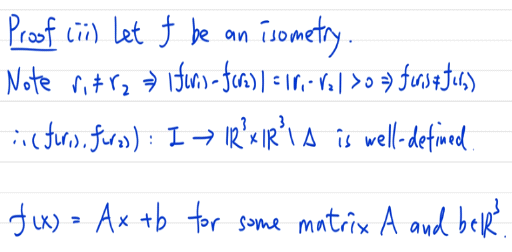 Proof (ii) Let f be an isometry.
Note r₁ ≠ r₂ ⇒ |f(r₁) - f(r₂)| = |r₁ - r₂| > 0 ⇒ f(r₁) ≠ f(r₂)
∴ (f(r₁), f(r₂)) : I → ℝ³×ℝ³ \ Δ is well-defined.
f(x) = Ax + b for some matrix A and b∈ℝ³.